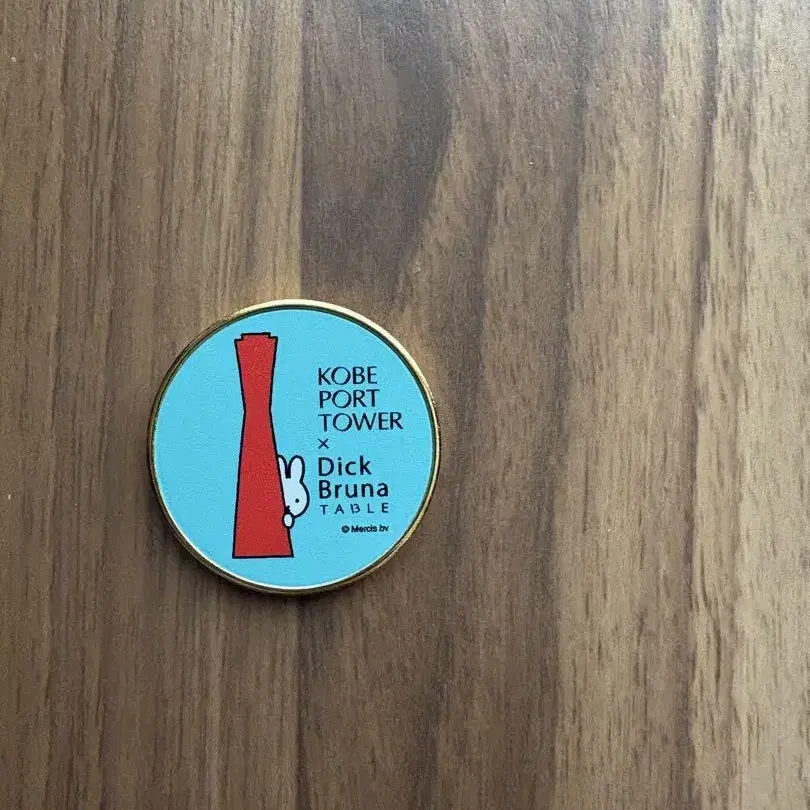 KOBE
PORT
TOWER
×
Dick
Bruna
TABLE
© Mercis bv